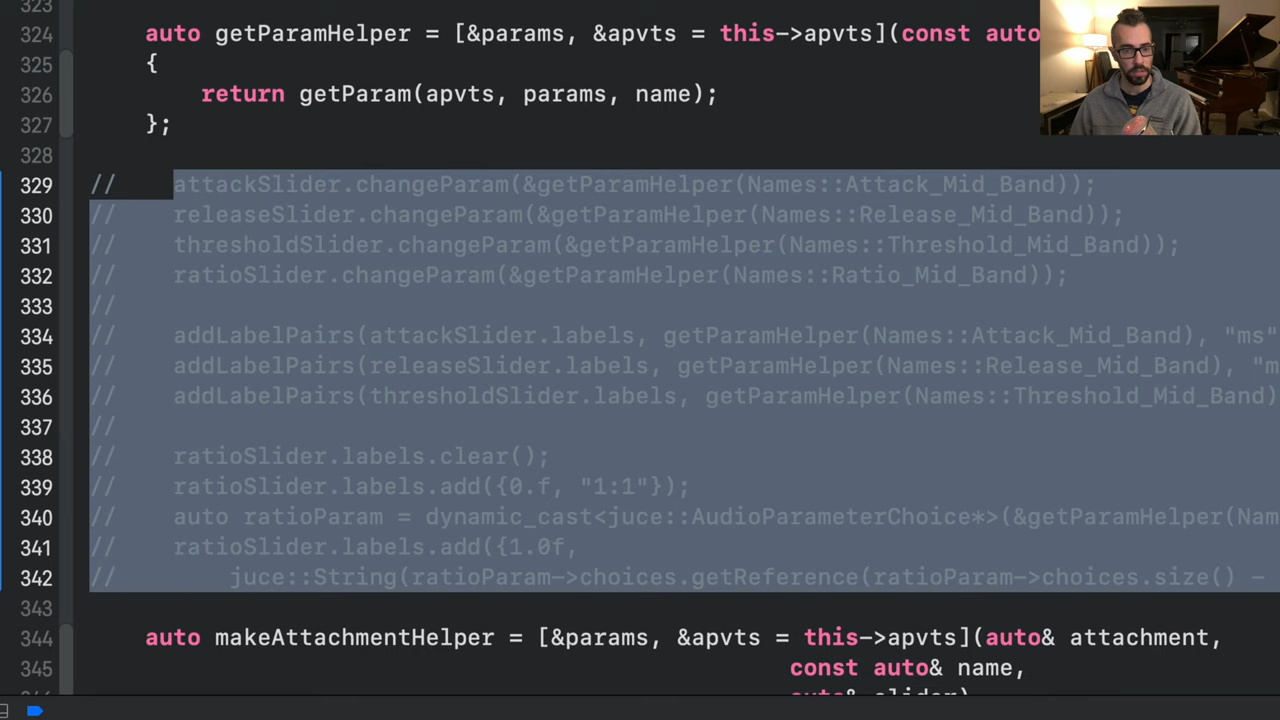 323
324 auto getParamHelper = [&params, &apvts = this->apvts](const auto
325 {
326 return getParam(apvts, params, name);
327 };
328
329 // attackSlider.changeParam(&getParamHelper(Names::Attack_Mid_Band));
330 // releaseSlider.changeParam(&getParamHelper(Names::Release_Mid_Band));
331 // thresholdSlider.changeParam(&getParamHelper(Names::Threshold_Mid_Band));
332 // ratioSlider.changeParam(&getParamHelper(Names::Ratio_Mid_Band));
333 //
334 // addLabelPairs(attackSlider.labels, getParamHelper(Names::Attack_Mid_Band), "ms"
335 // addLabelPairs(releaseSlider.labels, getParamHelper(Names::Release_Mid_Band), "m
336 // addLabelPairs(thresholdSlider.labels, getParamHelper(Names::Threshold_Mid_Band)
337 //
338 // ratioSlider.labels.clear();
339 // ratioSlider.labels.add({0.f, "1:1"});
340 // auto ratioParam = dynamic_cast<juce::AudioParameterChoice*>(&getParamHelper(Nam
341 // ratioSlider.labels.add({1.0f,
342 // juce::String(ratioParam->choices.getReference(ratioParam->choices.size() -
343
344 auto makeAttachmentHelper = [&params, &apvts = this->apvts](auto& attachment,
345 const auto& name,
auto& slider)